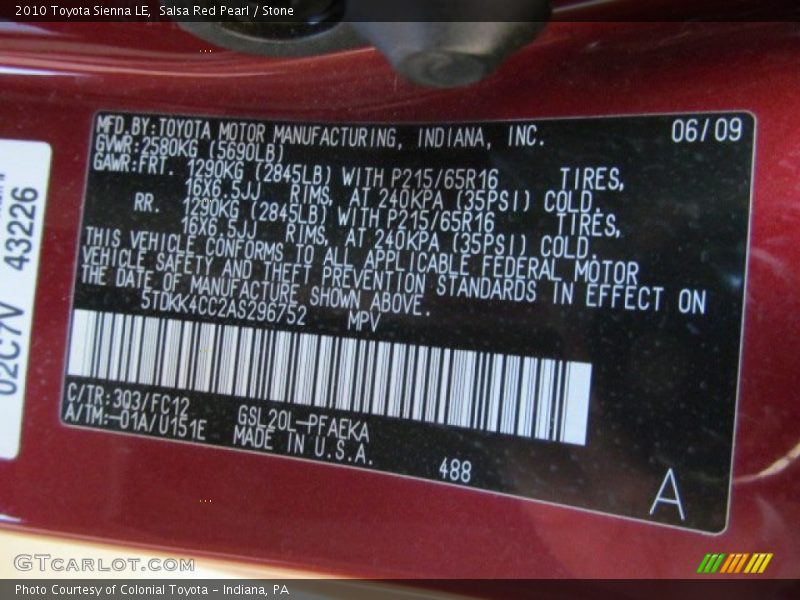 2010 Toyota Sienna LE,  Salsa Red Pearl / Stone
MFD.BY:TOYOTA MOTOR MANUFACTURING, INDIANA, INC. 06/09
GVWR:2580KG (5690LB)
GAWR:FRT. 1290KG (2845LB) WITH P215/65R16 TIRES,
16X6.5JJ RIMS, AT 240KPA (35PSI) COLD.
RR. 1290KG (2845LB) WITH P215/65R16 TIRES,
16X6.5JJ RIMS, AT 240KPA (35PSI) COLD.
THIS VEHICLE CONFORMS TO ALL APPLICABLE FEDERAL MOTOR
VEHICLE SAFETY AND THEFT PREVENTION STANDARDS IN EFFECT ON
THE DATE OF MANUFACTURE SHOWN ABOVE.
5TDKK4CC2AS296752 MPV
C/TR:303/FC12
A/TM:-01A/U151E
GSL20L-PFAEKA
MADE IN U.S.A.
488
A
02C7V 43226
GTCARLOT.COM
Photo Courtesy of Colonial Toyota - Indiana, PA